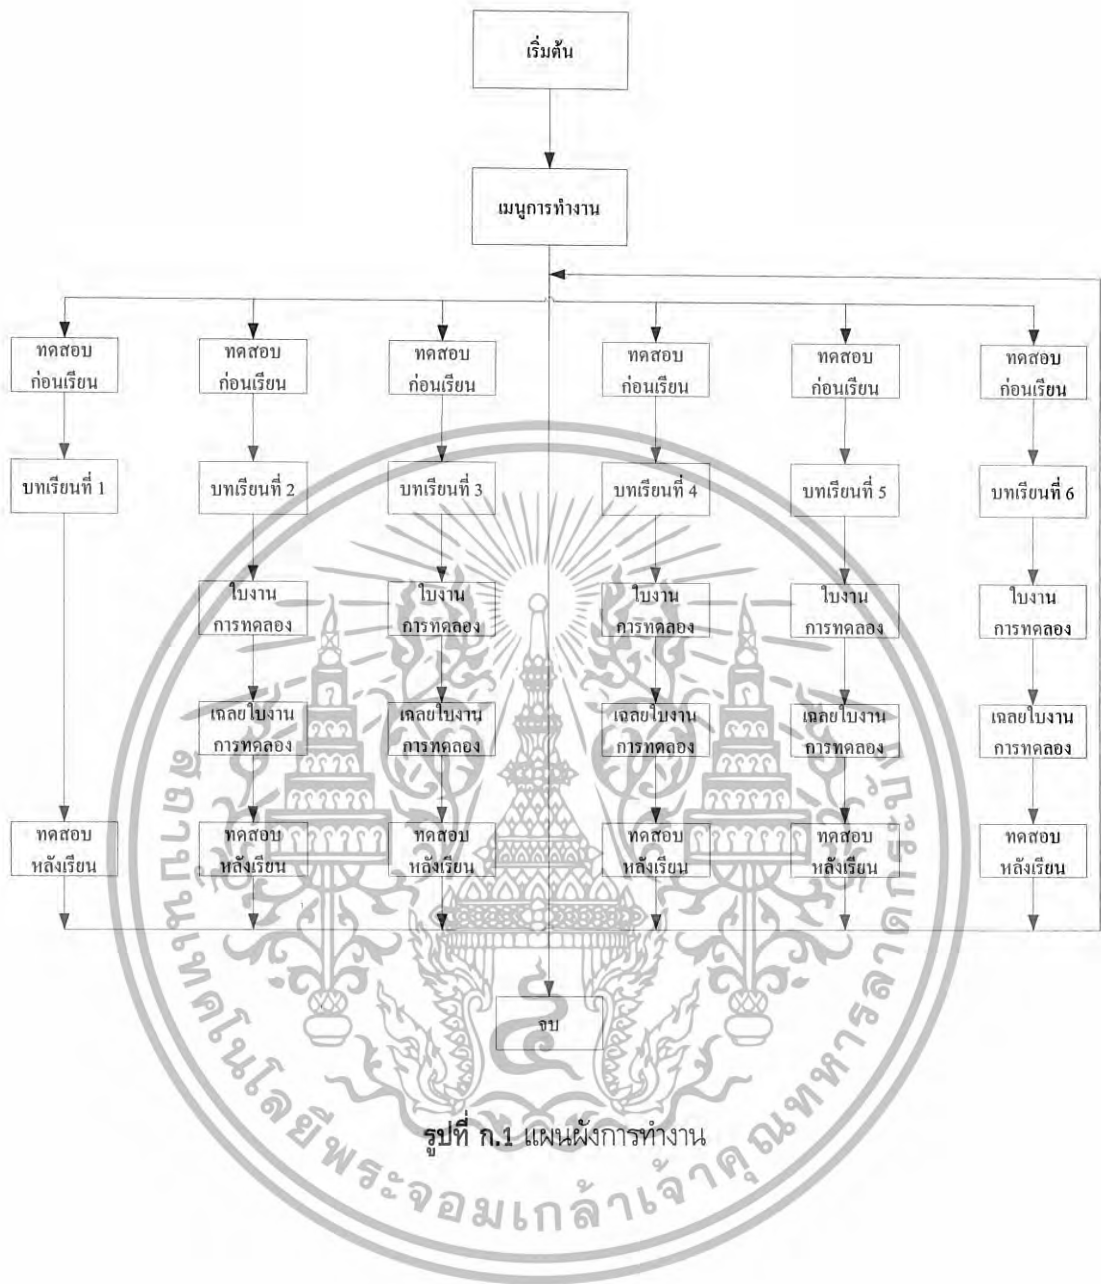 เริ่มต้น
เมนูการทำงาน
ทดสอบ
ก่อนเรียน
ทดสอบ
ก่อนเรียน
ทดสอบ
ก่อนเรียน
ทดสอบ
ก่อนเรียน
ทดสอบ
ก่อนเรียน
ทดสอบ
ก่อนเรียน
บทเรียนที่ 1
บทเรียนที่ 2
บทเรียนที่ 3
บทเรียนที่ 4
บทเรียนที่ 5
บทเรียนที่ 6
ใบงาน
การทดลอง
ใบงาน
การทดลอง
ใบงาน
การทดลอง
ใบงาน
การทดลอง
ใบงาน
การทดลอง
เฉลยใบงาน
การทดลอง
เฉลยใบงาน
การทดลอง
เฉลยใบงาน
การทดลอง
เฉลยใบงาน
การทดลอง
เฉลยใบงาน
การทดลอง
ทดสอบ
หลังเรียน
ทดสอบ
หลังเรียน
ทดสอบ
หลังเรียน
ทดสอบ
หลังเรียน
ทดสอบ
หลังเรียน
ทดสอบ
หลังเรียน
จบ
รูปที่ ก.1 แผนผังการทำงาน
สถาบันเทคโนโลยีพระจอมเกล้าเจ้าคุณทหารลาดกระบัง